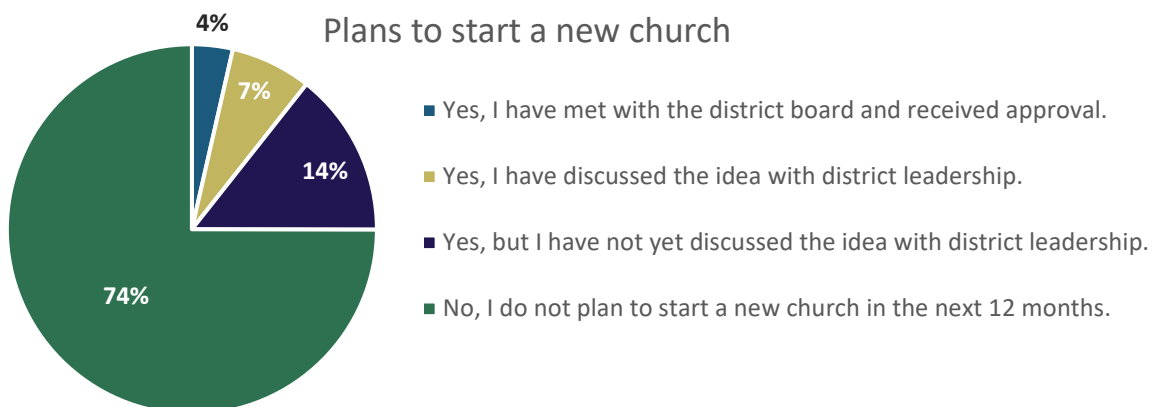 Plans to start a new church
4%
7%
14%
74%
Yes, I have met with the district board and received approval.
Yes, I have discussed the idea with district leadership.
Yes, but I have not yet discussed the idea with district leadership.
No, I do not plan to start a new church in the next 12 months.